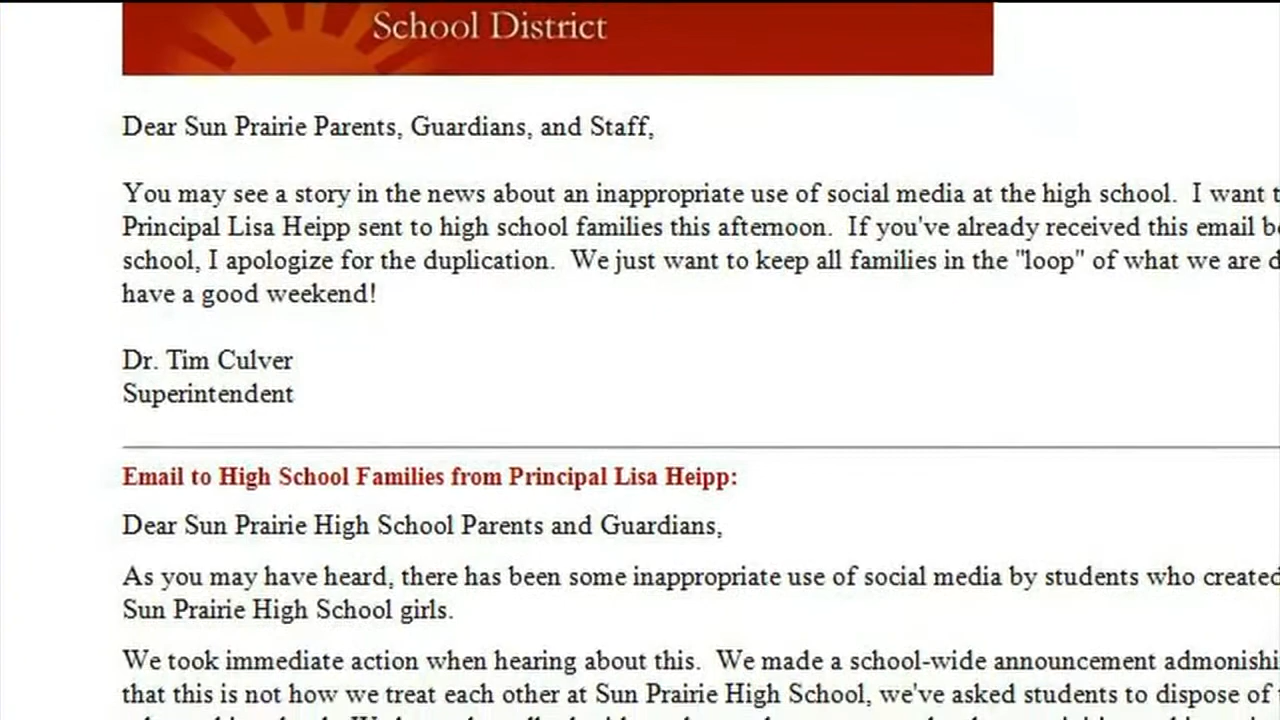 School District
Dear Sun Prairie Parents, Guardians, and Staff,
You may see a story in the news about an inappropriate use of social media at the high school. I want
Principal Lisa Heipp sent to high school families this afternoon. If you've already received this email
school, I apologize for the duplication. We just want to keep all families in the "loop" of what we are
have a good weekend!
Dr. Tim Culver
Superintendent
Email to High School Families from Principal Lisa Heipp:
Dear Sun Prairie High School Parents and Guardians,
As you may have heard, there has been some inappropriate use of social media by students who created
Sun Prairie High School girls.
We took immediate action when hearing about this. We made a school-wide announcement
that this is not how we treat each other at Sun Prairie High School, we've asked students to dispose of